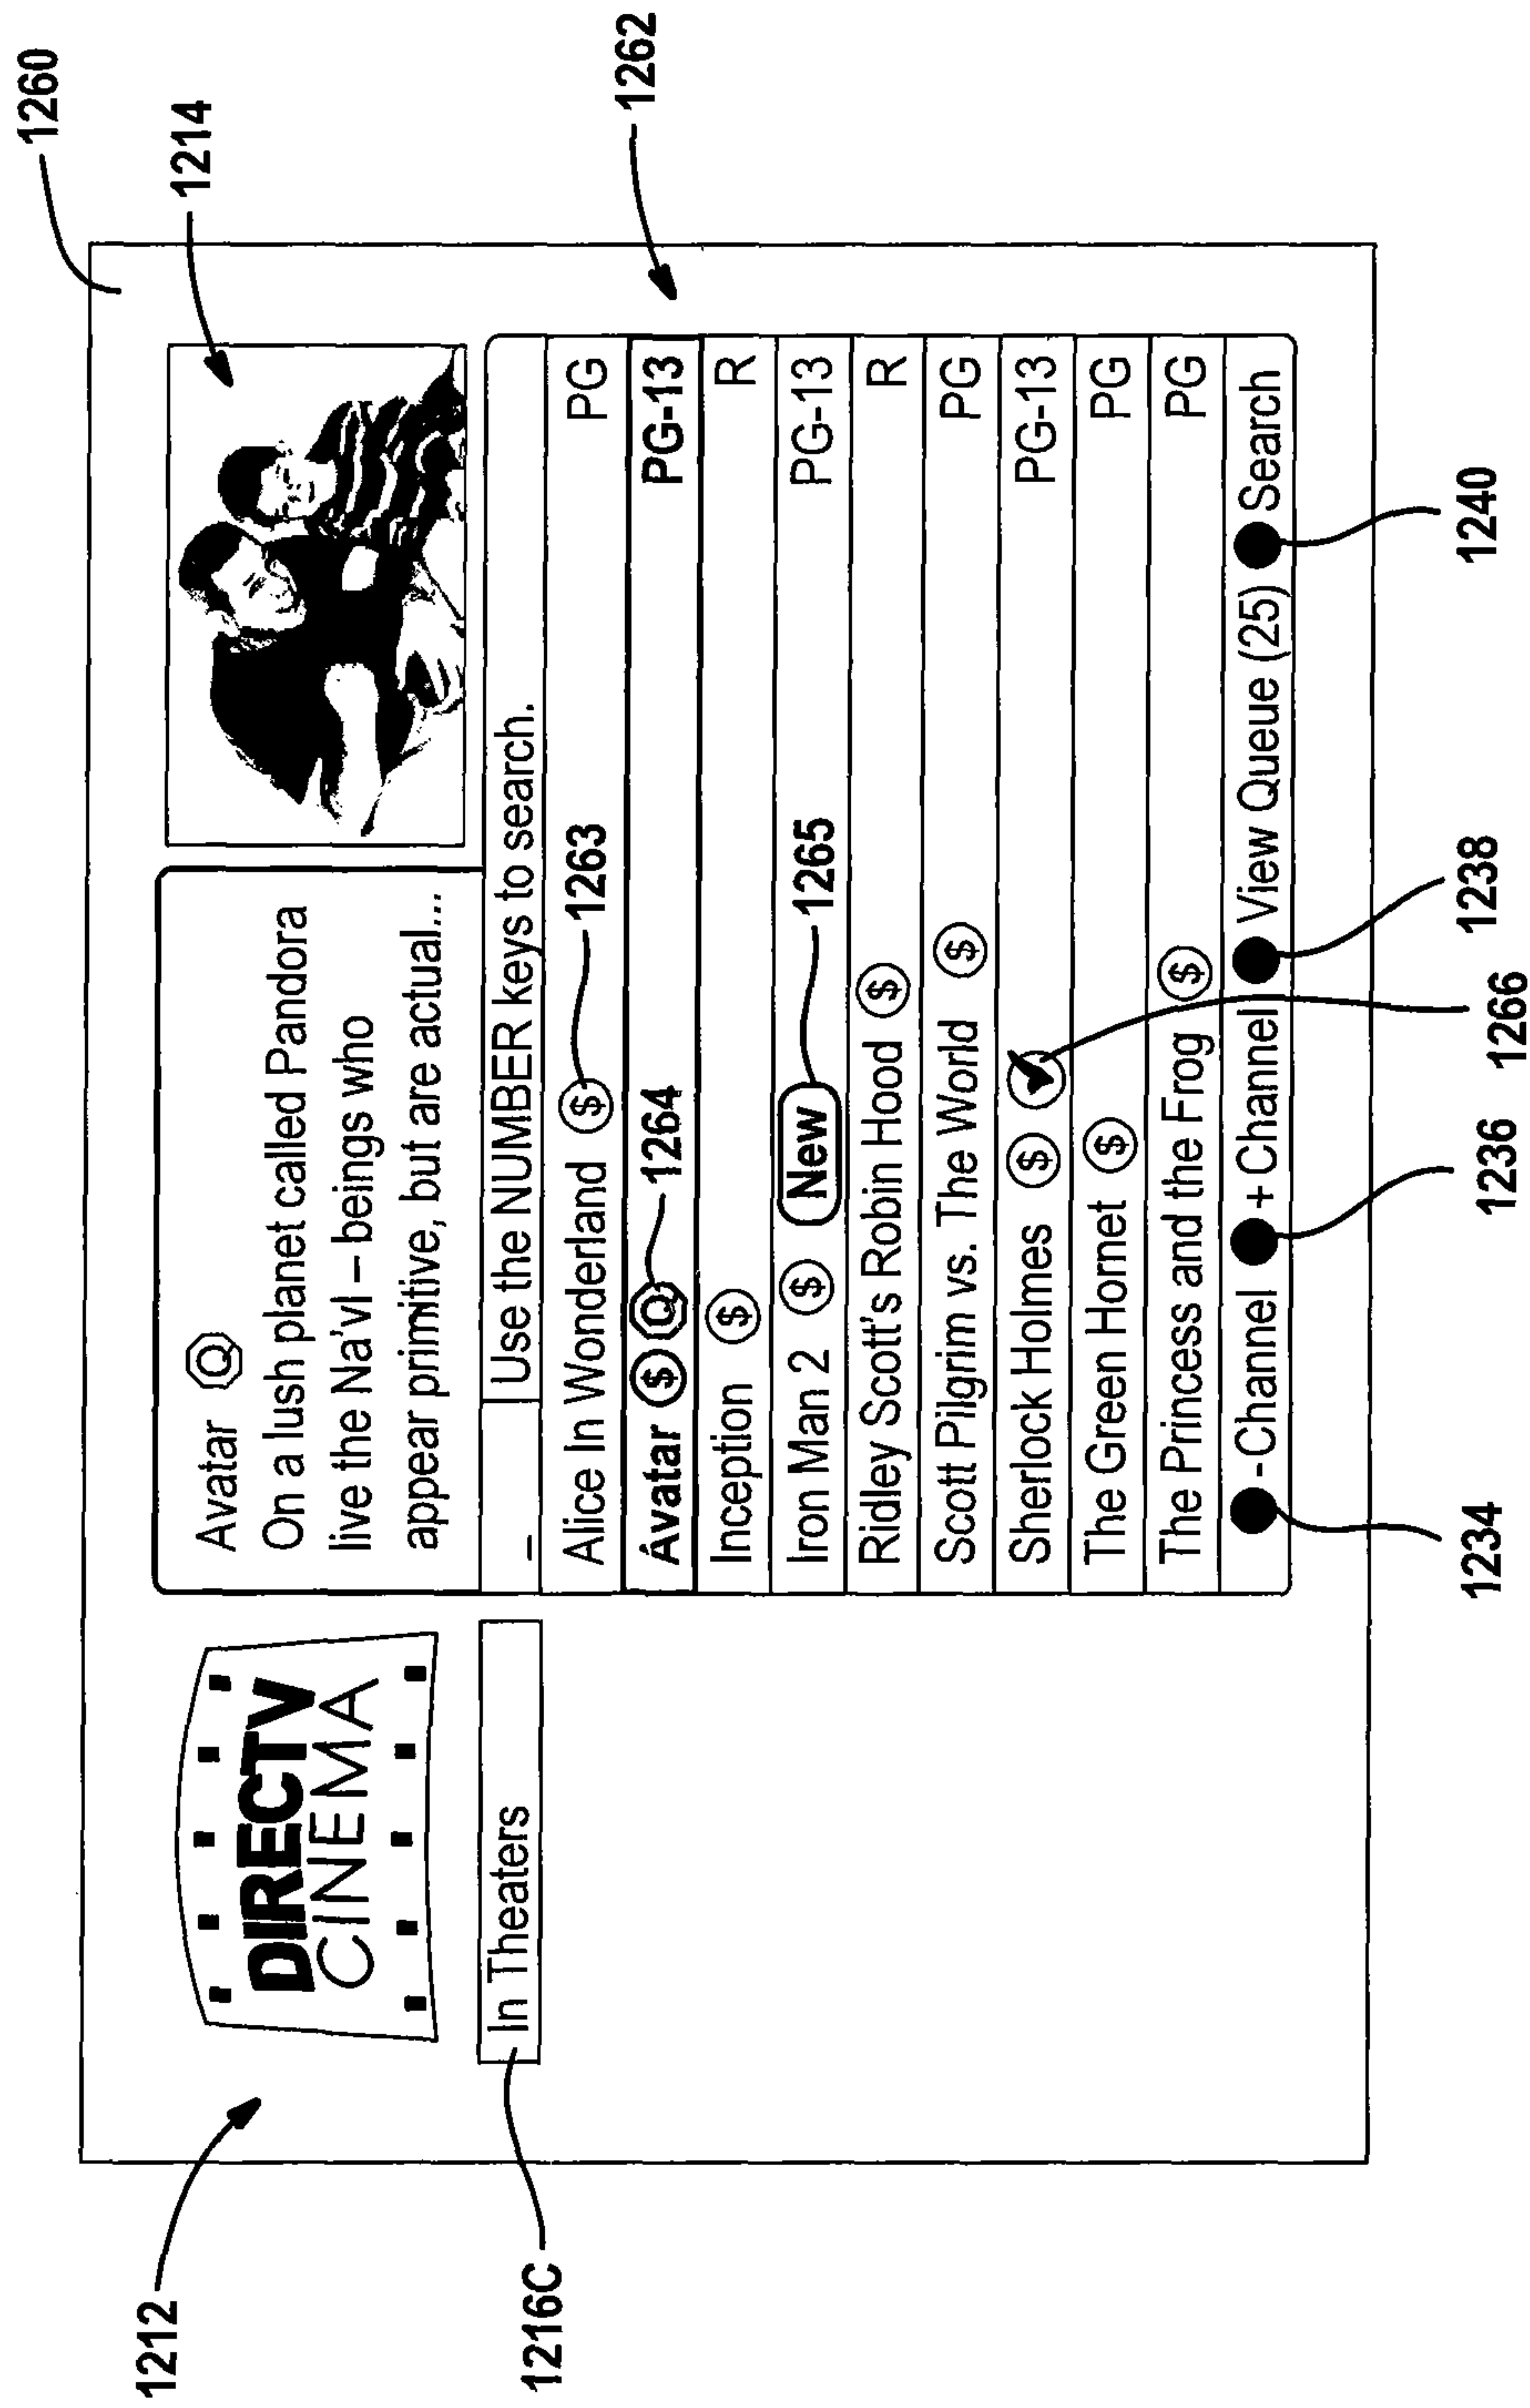 1260
1212
1214
DIRECTV
CINEMA
Avatar Q
On a lush planet called Pandora
live the Na'vI – beings who
appear primitive, but are actual...
1262
1216C
In Theaters
_ Use the NUMBER keys to search.
Alice In Wonderland $ 1263 PG
Avatar $ Q 1264 PG-13
Inception $ R
Iron Man 2 $ New 1265 PG-13
Ridley Scott's Robin Hood $ R
Scott Pilgrim vs. The World $ PG
Sherlock Holmes $ PG-13
The Green Hornet $ PG
The Princess and the Frog $ PG
- Channel + Channel View Queue (25) Search
1234
1236
1266
1238
1240